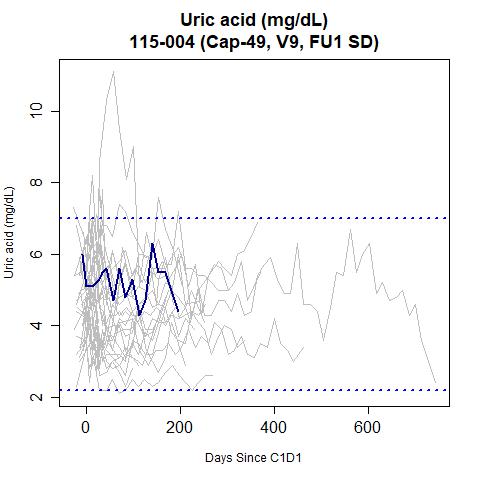 Uric acid (mg/dL)
115-004 (Cap-49, V9, FU1 SD)
Uric acid (mg/dL)
10
8
6
4
2
0
200
400
600
Days Since C1D1